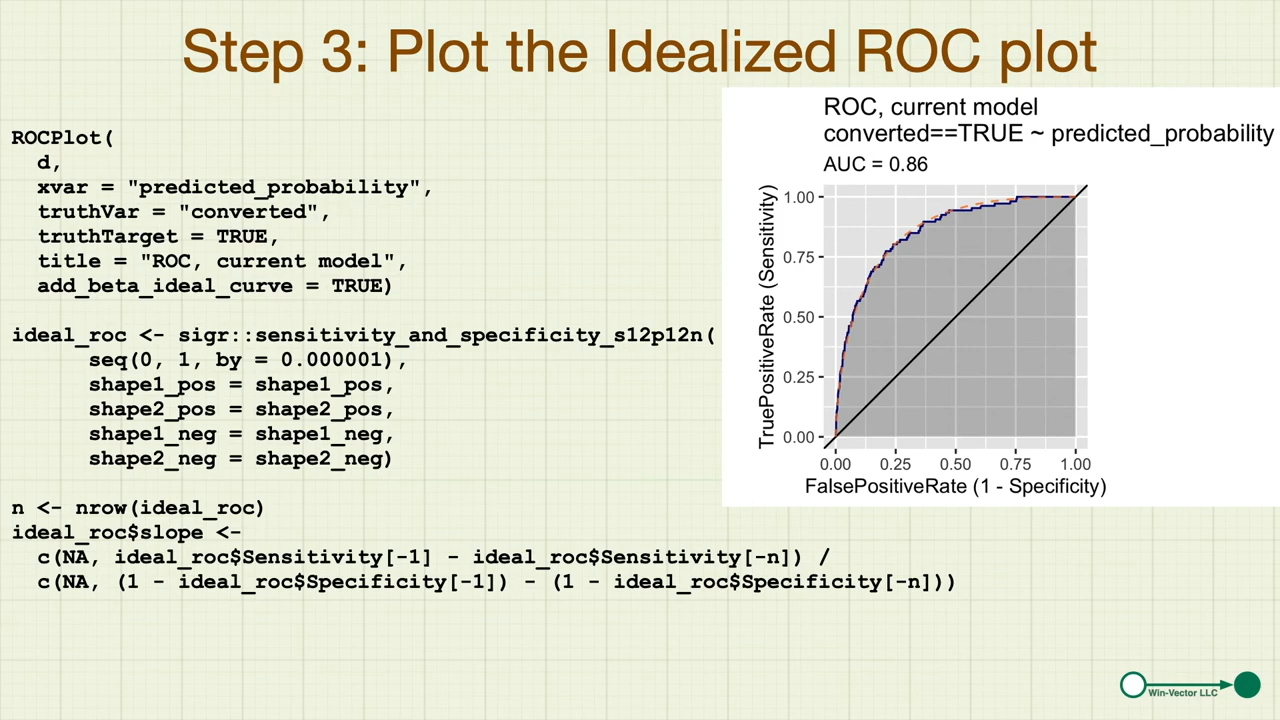 Step 3: Plot the Idealized ROC plot
ROCPlot(
  d,
  xvar = "predicted_probability",
  truthVar = "converted",
  truthTarget = TRUE,
  title = "ROC, current model",
  add_beta_ideal_curve = TRUE)
ideal_roc <- sigr::sensitivity_and_specificity_s12p12n(
      seq(0, 1, by = 0.000001),
      shape1_pos = shape1_pos,
      shape2_pos = shape2_pos,
      shape1_neg = shape1_neg,
      shape2_neg = shape2_neg)
n <- nrow(ideal_roc)
ideal_roc$slope <-
  c(NA, ideal_roc$Sensitivity[-1] - ideal_roc$Sensitivity[-n]) /
  c(NA, (1 - ideal_roc$Specificity[-1]) - (1 - ideal_roc$Specificity[-n]))
ROC, current model
converted==TRUE ~ predicted_probability
AUC = 0.86
TruePositiveRate (Sensitivity)
1.00
0.75
0.50
0.25
0.00
0.00 0.25 0.50 0.75 1.00
FalsePositiveRate (1 - Specificity)
Win-Vector LLC